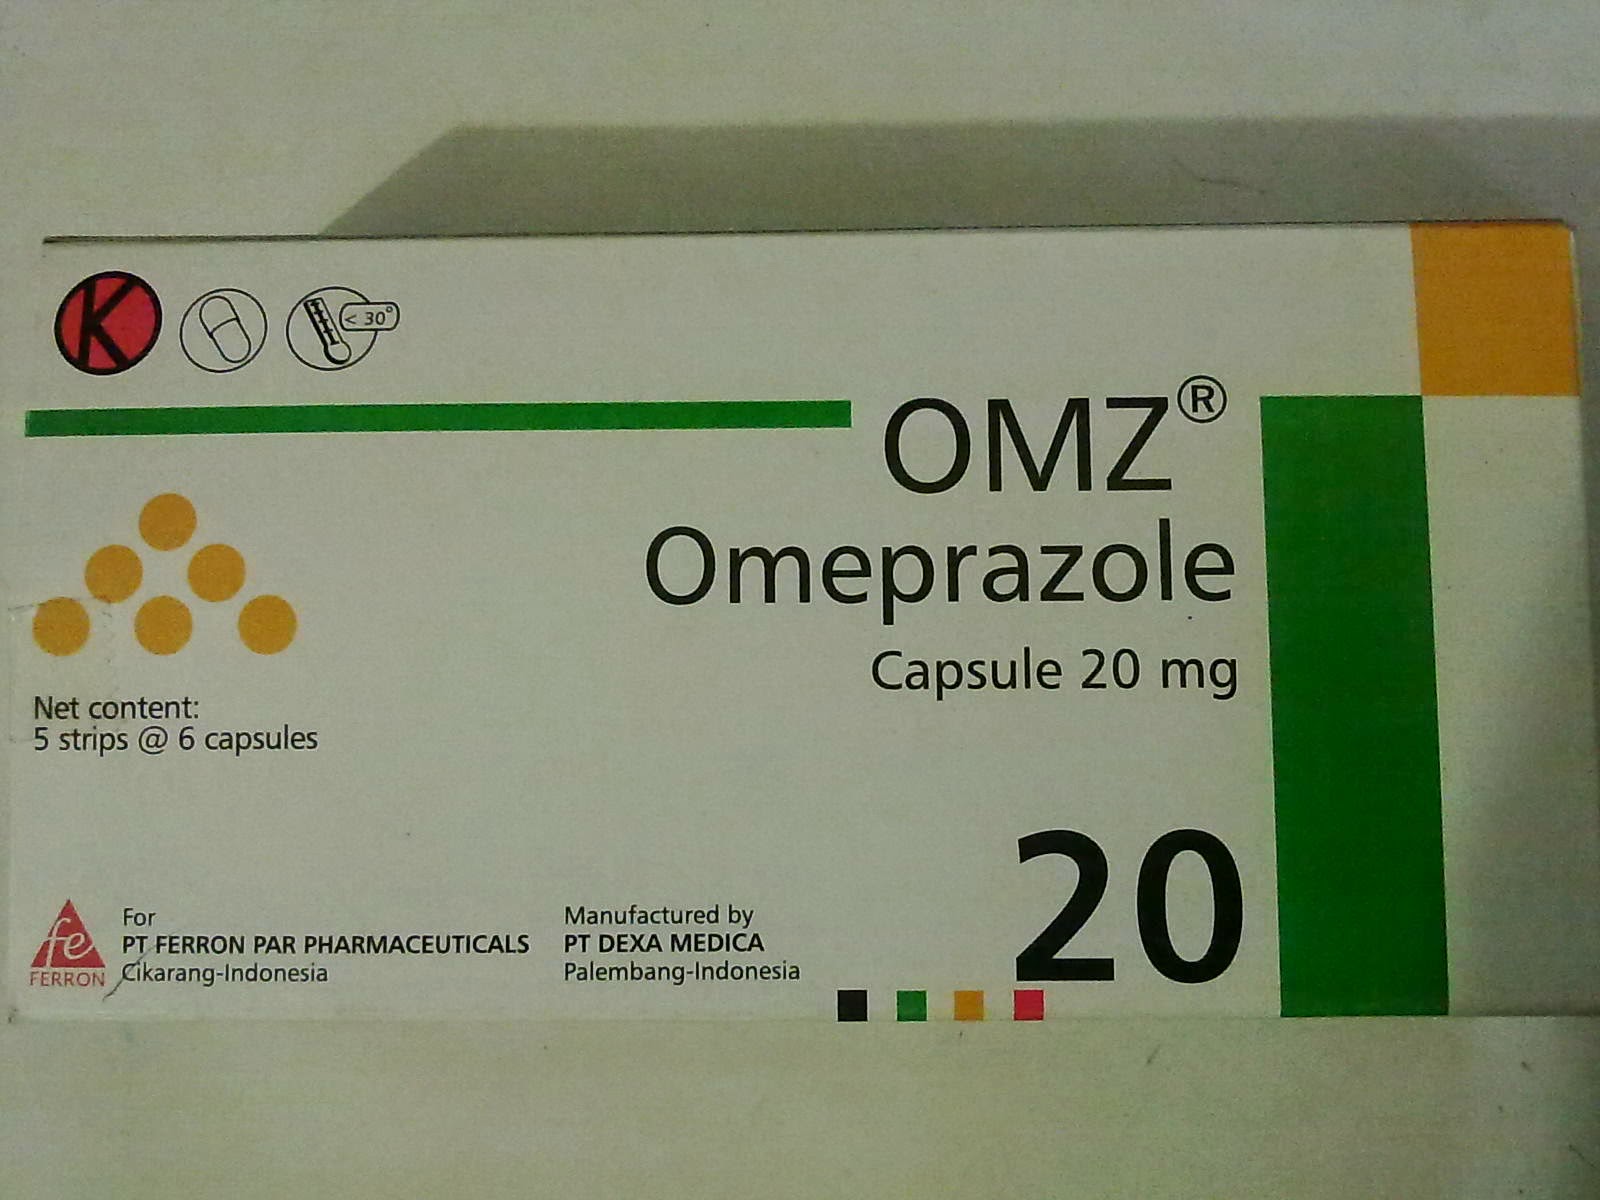 K
< 30°
OMZ®
Omeprazole
Capsule 20 mg
Net content:
5 strips @ 6 capsules
20
fe
FERRON
For
PT FERRON PAR PHARMACEUTICALS
Cikarang-Indonesia
Manufactured by
PT DEXA MEDICA
Palembang-Indonesia